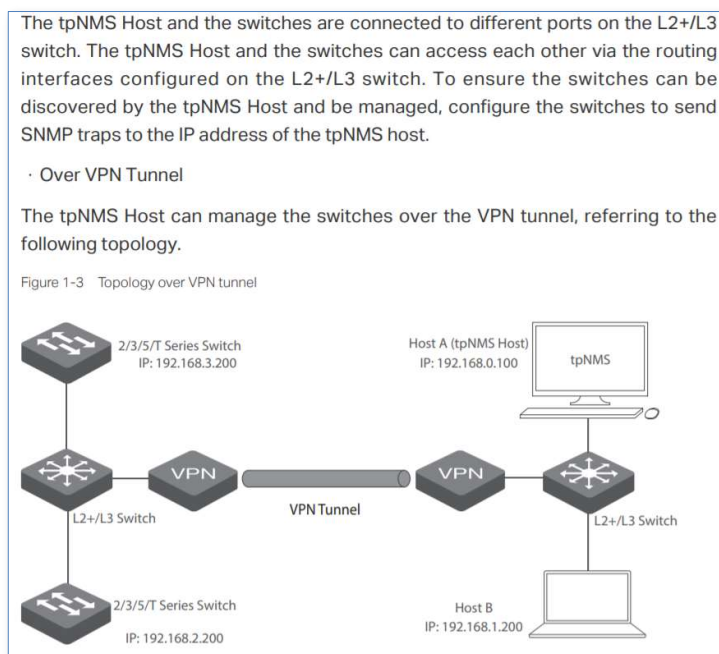 The tpNMS Host and the switches are connected to different ports on the L2+/L3
switch. The tpNMS Host and the switches can access each other via the routing
interfaces configured on the L2+/L3 switch. To ensure the switches can be
discovered by the tpNMS Host and be managed, configure the switches to send
SNMP traps to the IP address of the tpNMS host.
· Over VPN Tunnel
The tpNMS Host can manage the switches over the VPN tunnel, referring to the
following topology.
Figure 1-3 Topology over VPN tunnel
2/3/5/T Series Switch
IP: 192.168.3.200
Host A (tpNMS Host)
IP: 192.168.0.100
tpNMS
VPN
VPN
L2+/L3 Switch
VPN Tunnel
L2+/L3 Switch
2/3/5/T Series Switch
IP: 192.168.2.200
Host B
IP: 192.168.1.200